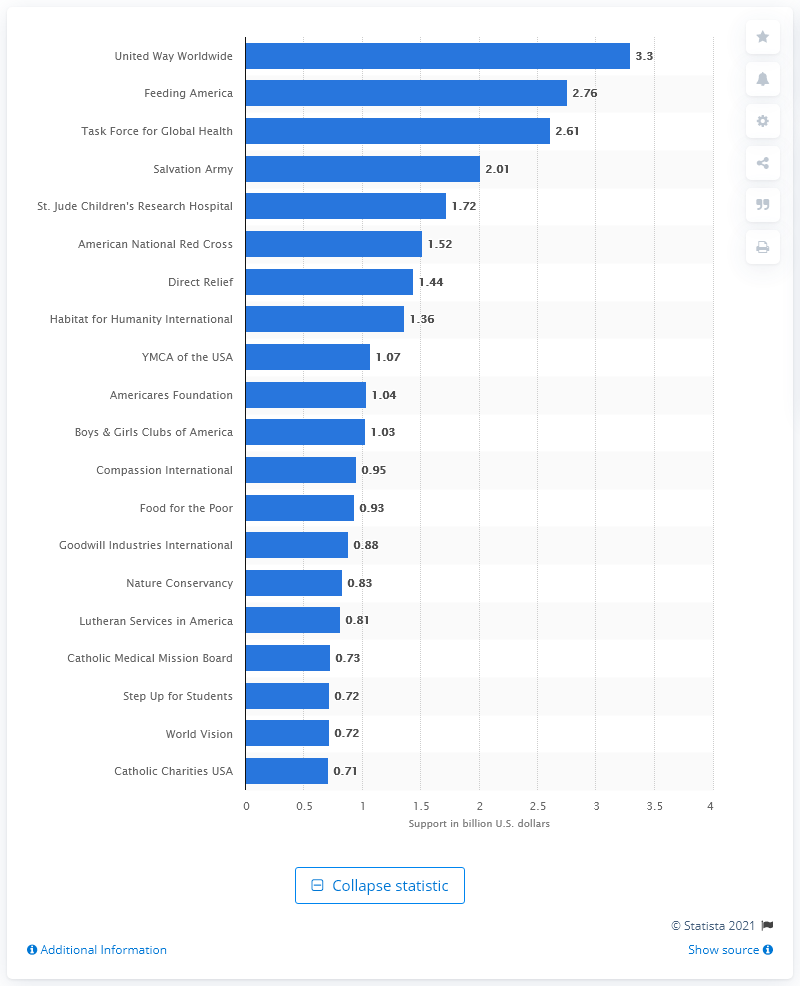 United Way Worldwide 3.3
Feeding America 2.76
Task Force for Global Health 2.61
Salvation Army 2.01
St. Jude Children's Research Hospital 1.72
American National Red Cross 1.52
Direct Relief 1.44
Habitat for Humanity International 1.36
YMCA of the USA 1.07
Americares Foundation 1.04
Boys & Girls Clubs of America 1.03
Compassion International 0.95
Food for the Poor 0.93
Goodwill Industries International 0.88
Nature Conservancy 0.83
Lutheran Services in America 0.81
Catholic Medical Mission Board 0.73
Step Up for Students 0.72
World Vision 0.72
Catholic Charities USA 0.71
0 0.5 1 1.5 2 2.5 3 3.5 4
Support in billion U.S. dollars
Collapse statistic
© Statista 2021
Additional Information Show source